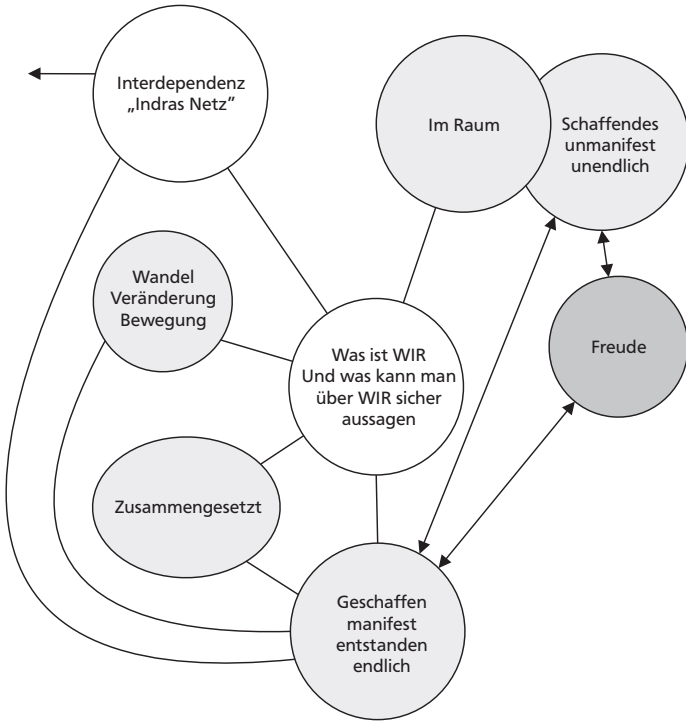 Interdependenz
„Indras Netz”
Im Raum
Schaffendes
unmanifest
unendlich
Wandel
Veränderung
Bewegung
Freude
Was ist WIR
Und was kann man
über WIR sicher
aussagen
Zusammengesetzt
Geschaffen
manifest
entstanden
endlich